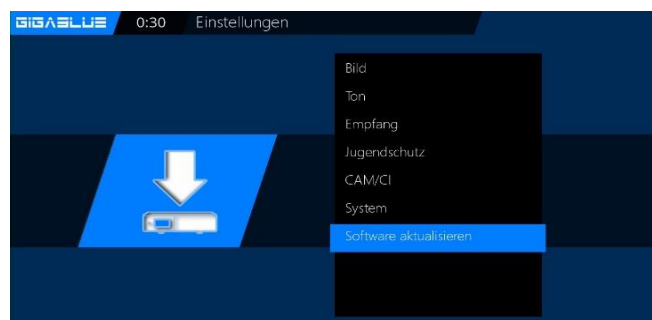 GIGABLUE 0:30 Einstellungen
Bild
Ton
Empfang
Jugendschutz
CAM/CI
System
Software aktualisieren